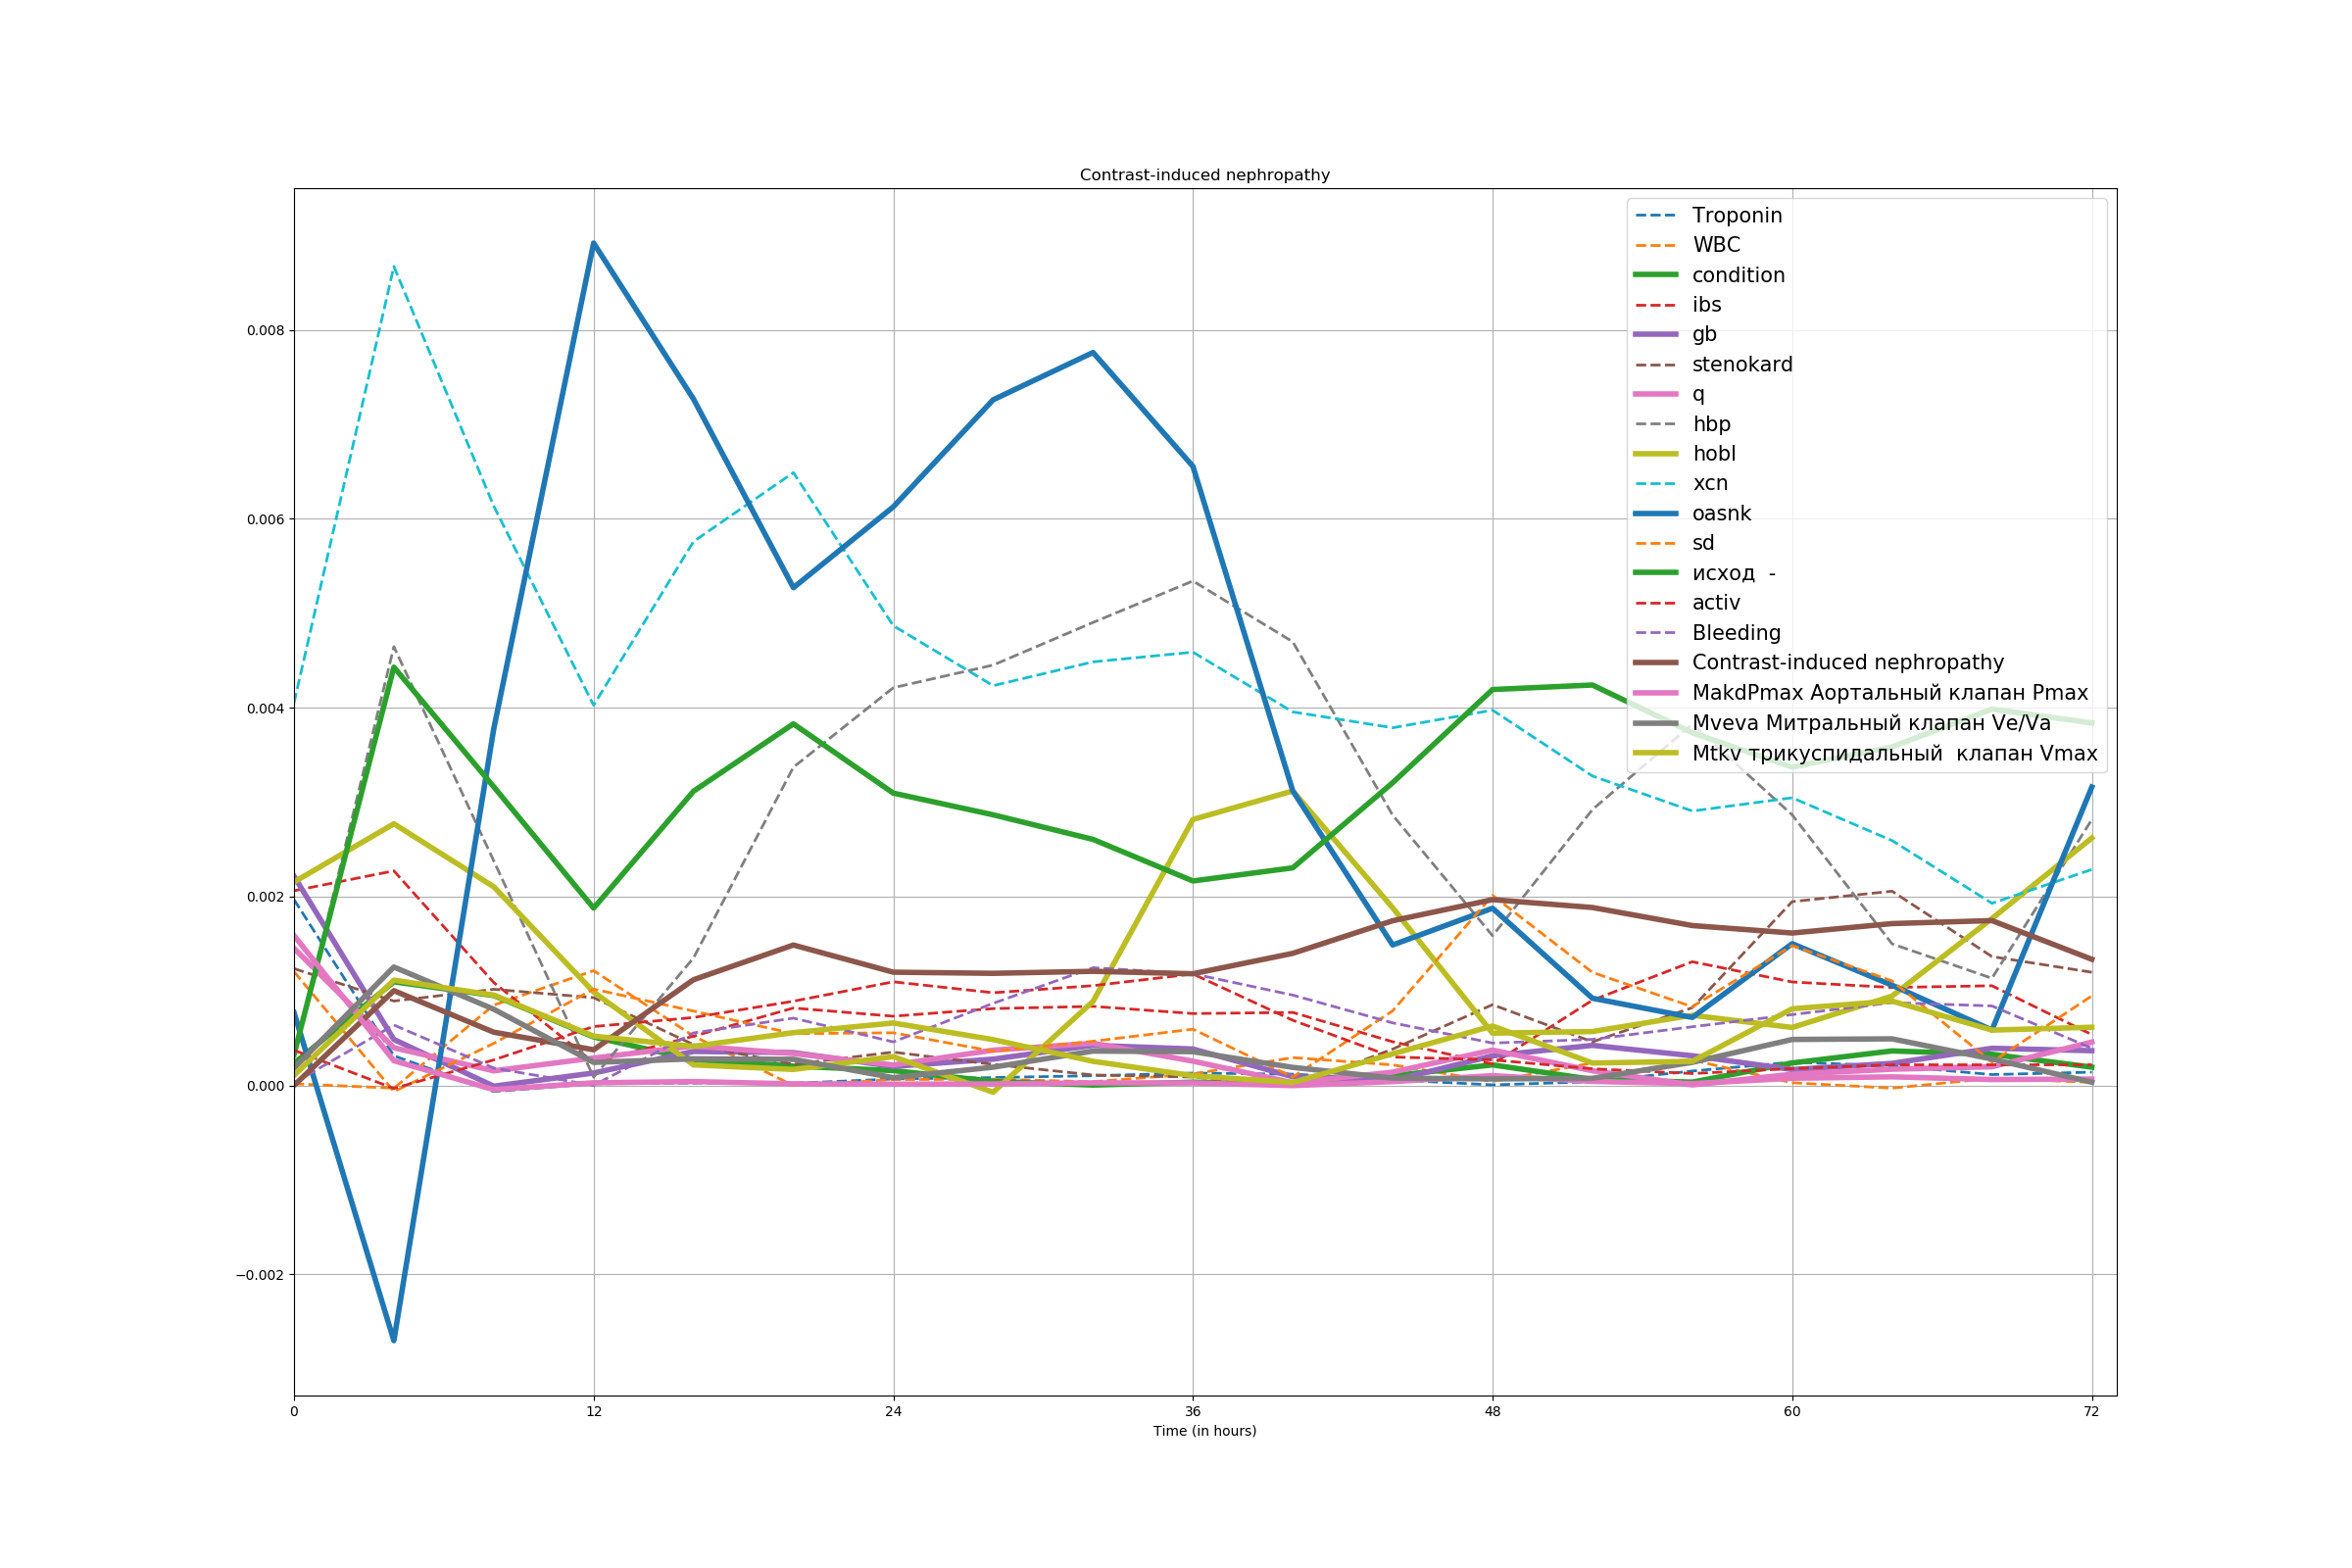 Contrast-induced nephropathy
Troponin
WBC
condition
ibs
gb
stenokard
q
hbp
hobl
xcn
oasnk
sd
исход  -
activ
Bleeding
Contrast-induced nephropathy
MakdPmax Аортальный клапан Pmax
Mveva Митральный клапан Ve/Va
Mtkv трикуспидальный  клапан Vmax
0.008
0.006
0.004
0.002
0.000
−0.002
0 12 24 36 48 60 72
Time (in hours)